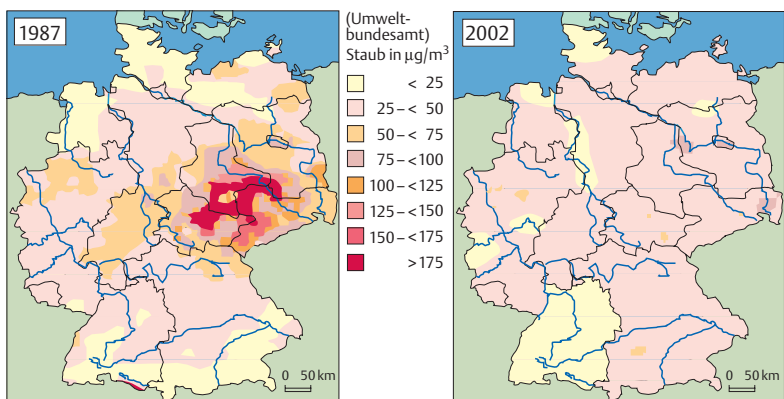 1987
(Umwelt-
bundesamt)
Staub in µg/m³
< 25
25–< 50
50–< 75
75–<100
100–<125
125–<150
150–<175
>175
0 50 km
2002
0 50 km